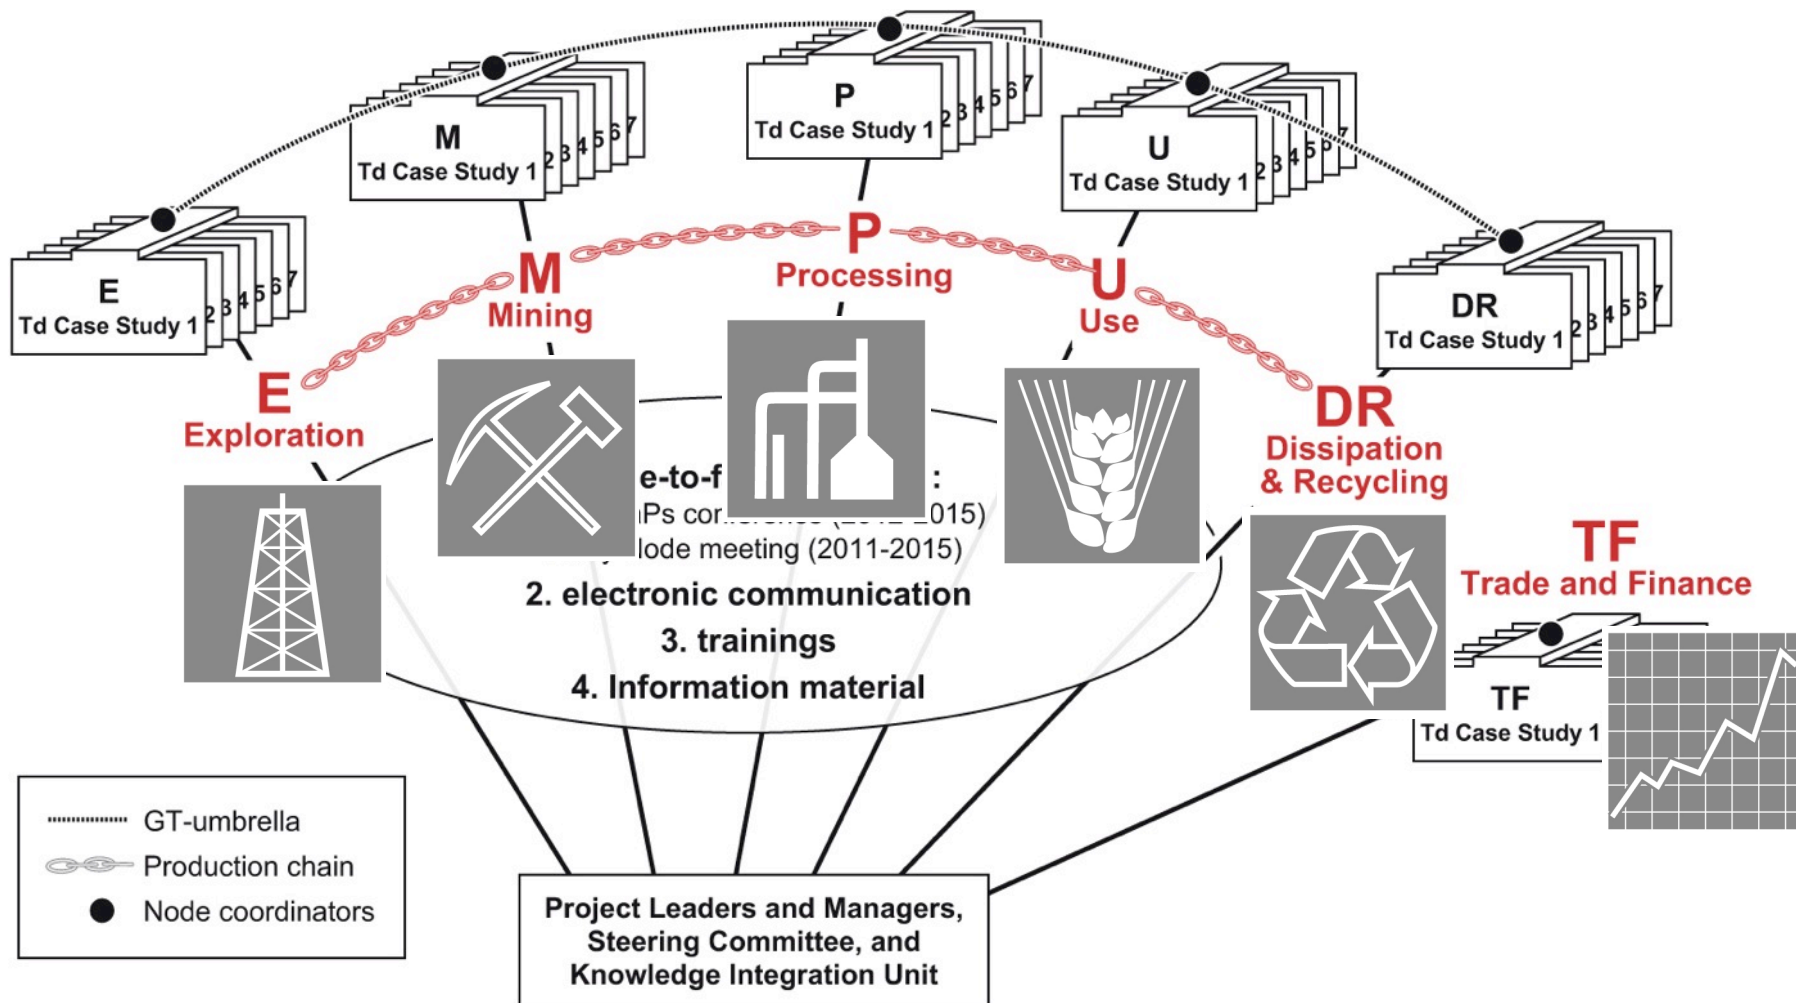 P
Td Case Study 1
2 3 4 5 6 7
M
Td Case Study 1
2 3 4 5 6 7
U
Td Case Study 1
2 3 4 5 6 7
E
Td Case Study 1
2 3 4 5 6 7
DR
Td Case Study 1
2 3 4 5 6 7
P
Processing
M
Mining
U
Use
E
Exploration
DR
Dissipation
& Recycling
TF
Trade and Finance
TF
Td Case Study 1
e-to-f :
Ps 2015)
meeting (2011-2015)
2. electronic communication
3. trainings
4. Information material
GT-umbrella
Production chain
Node coordinators
Project Leaders and Managers,
Steering Committee, and
Knowledge Integration Unit